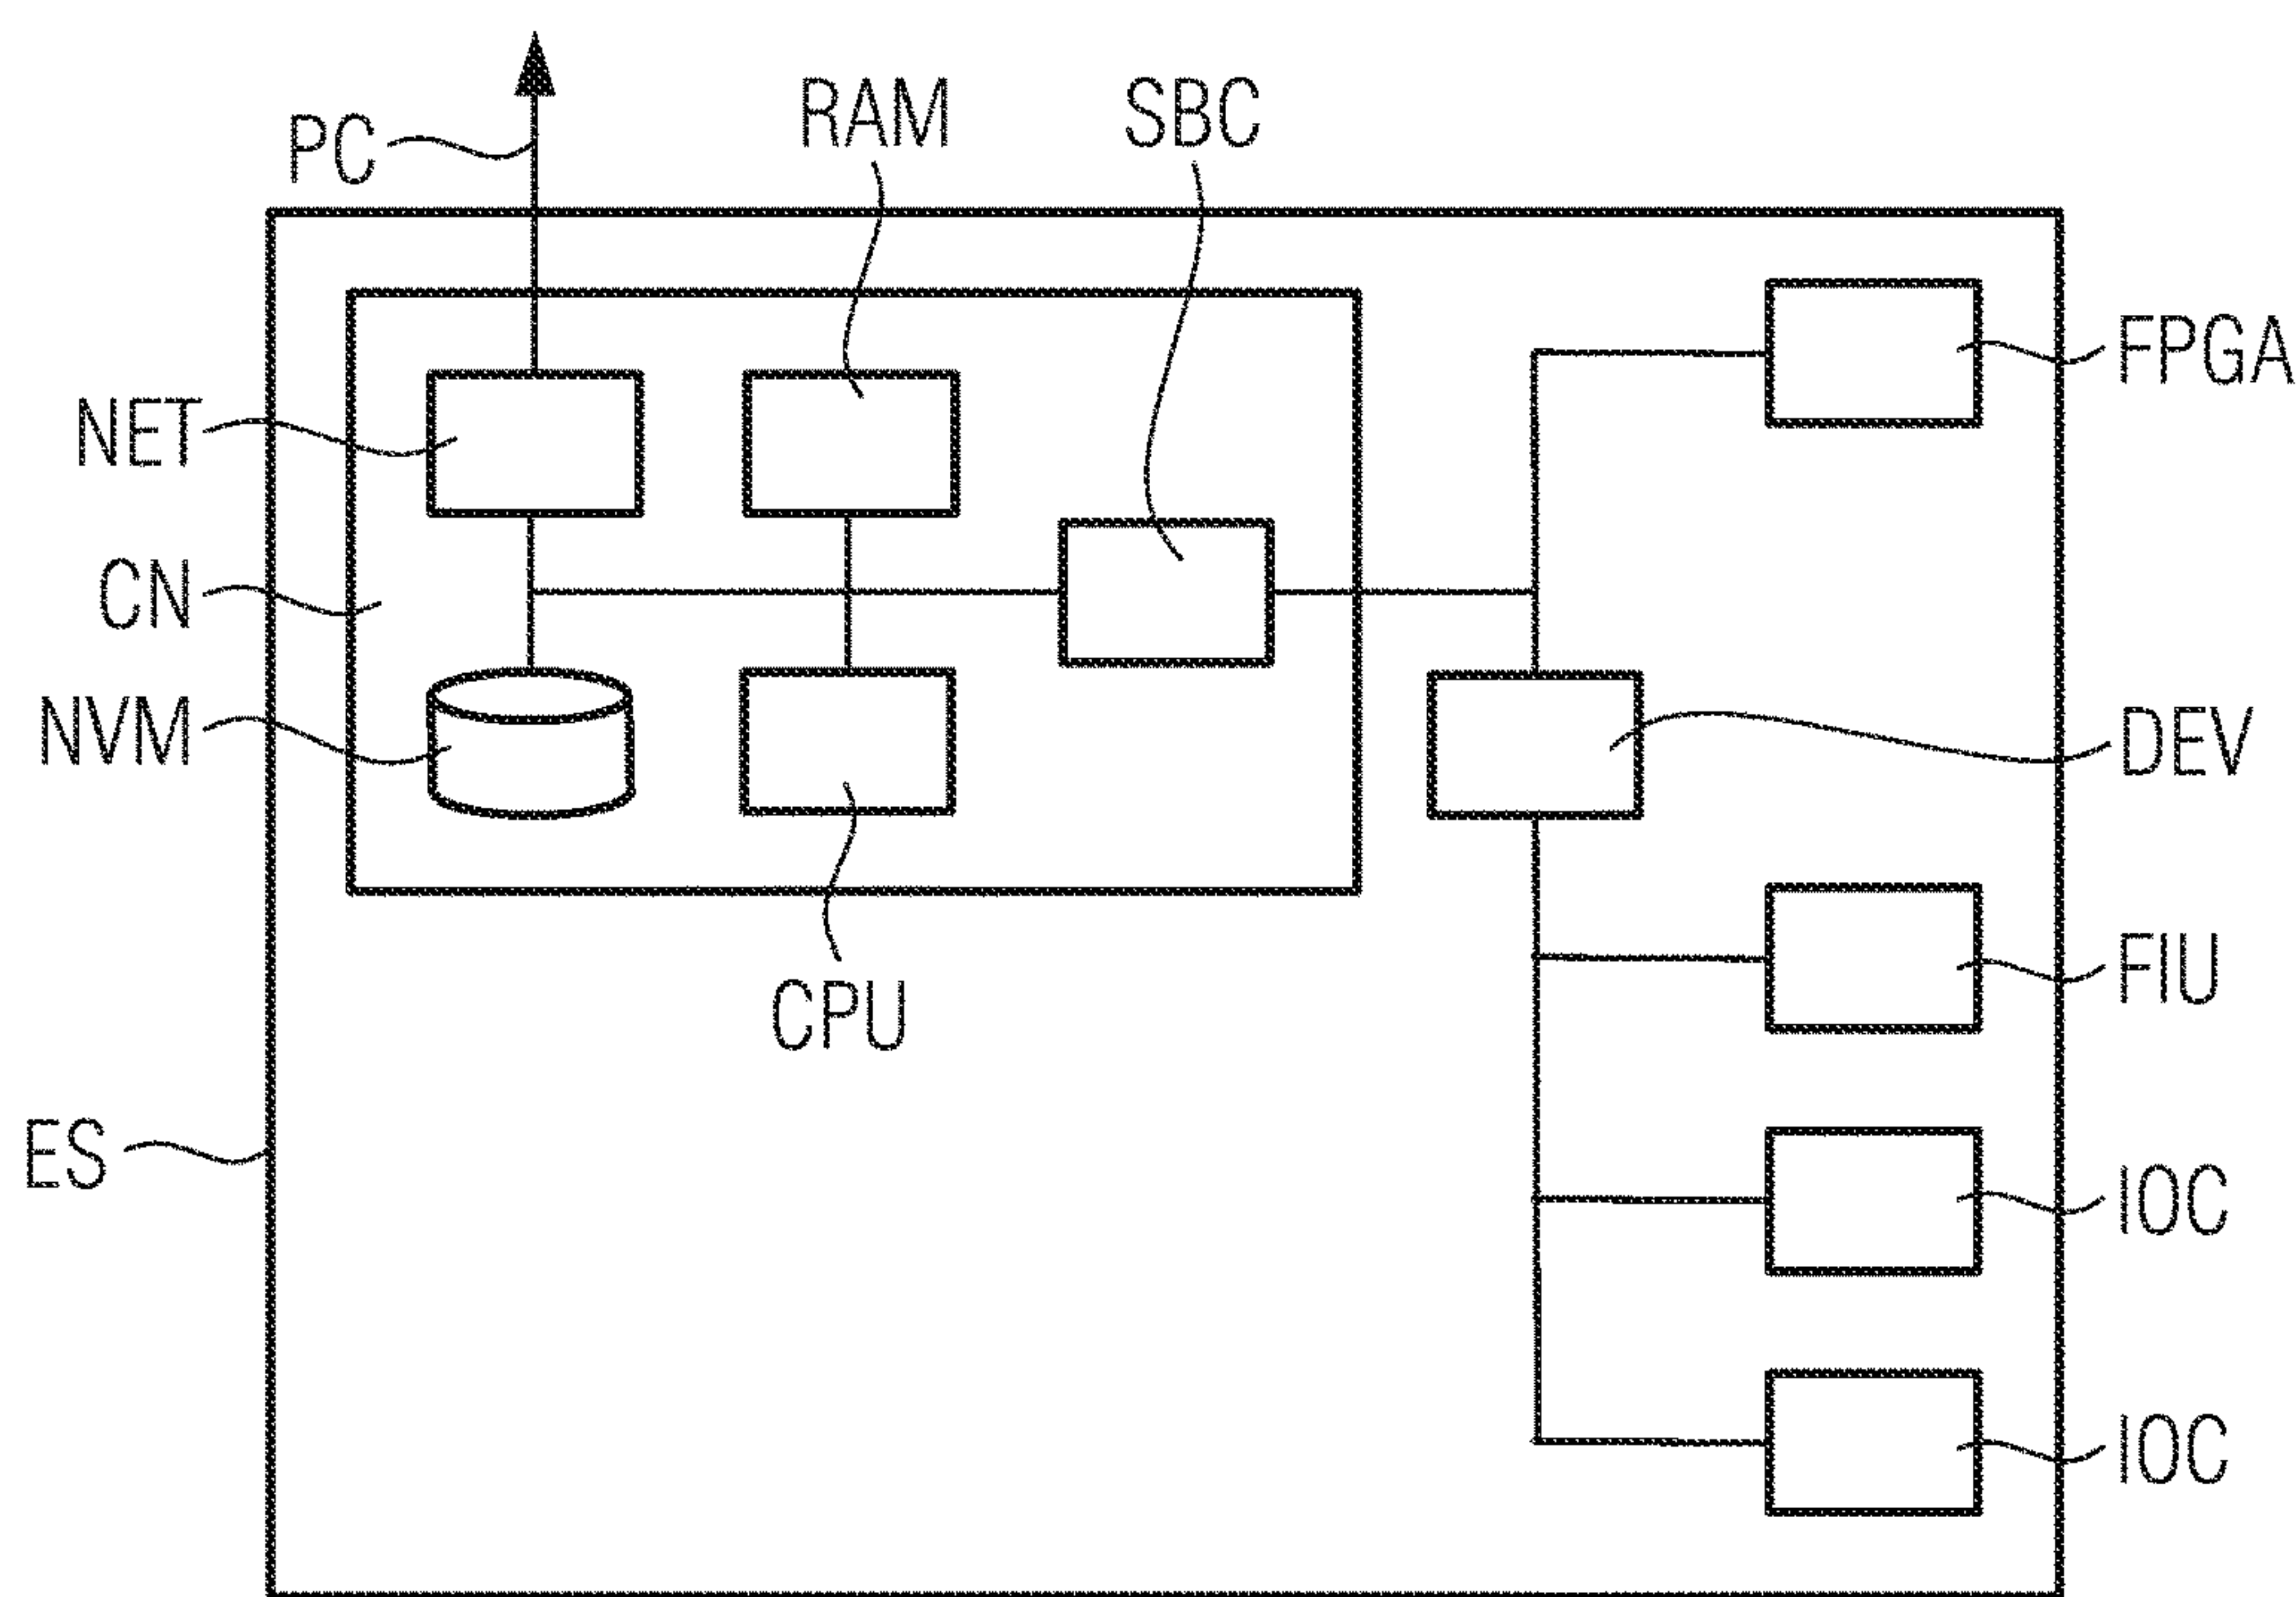 PC
RAM
SBC
FPGA
NET
CN
NVM
DEV
CPU
FIU
ES
IOC
IOC